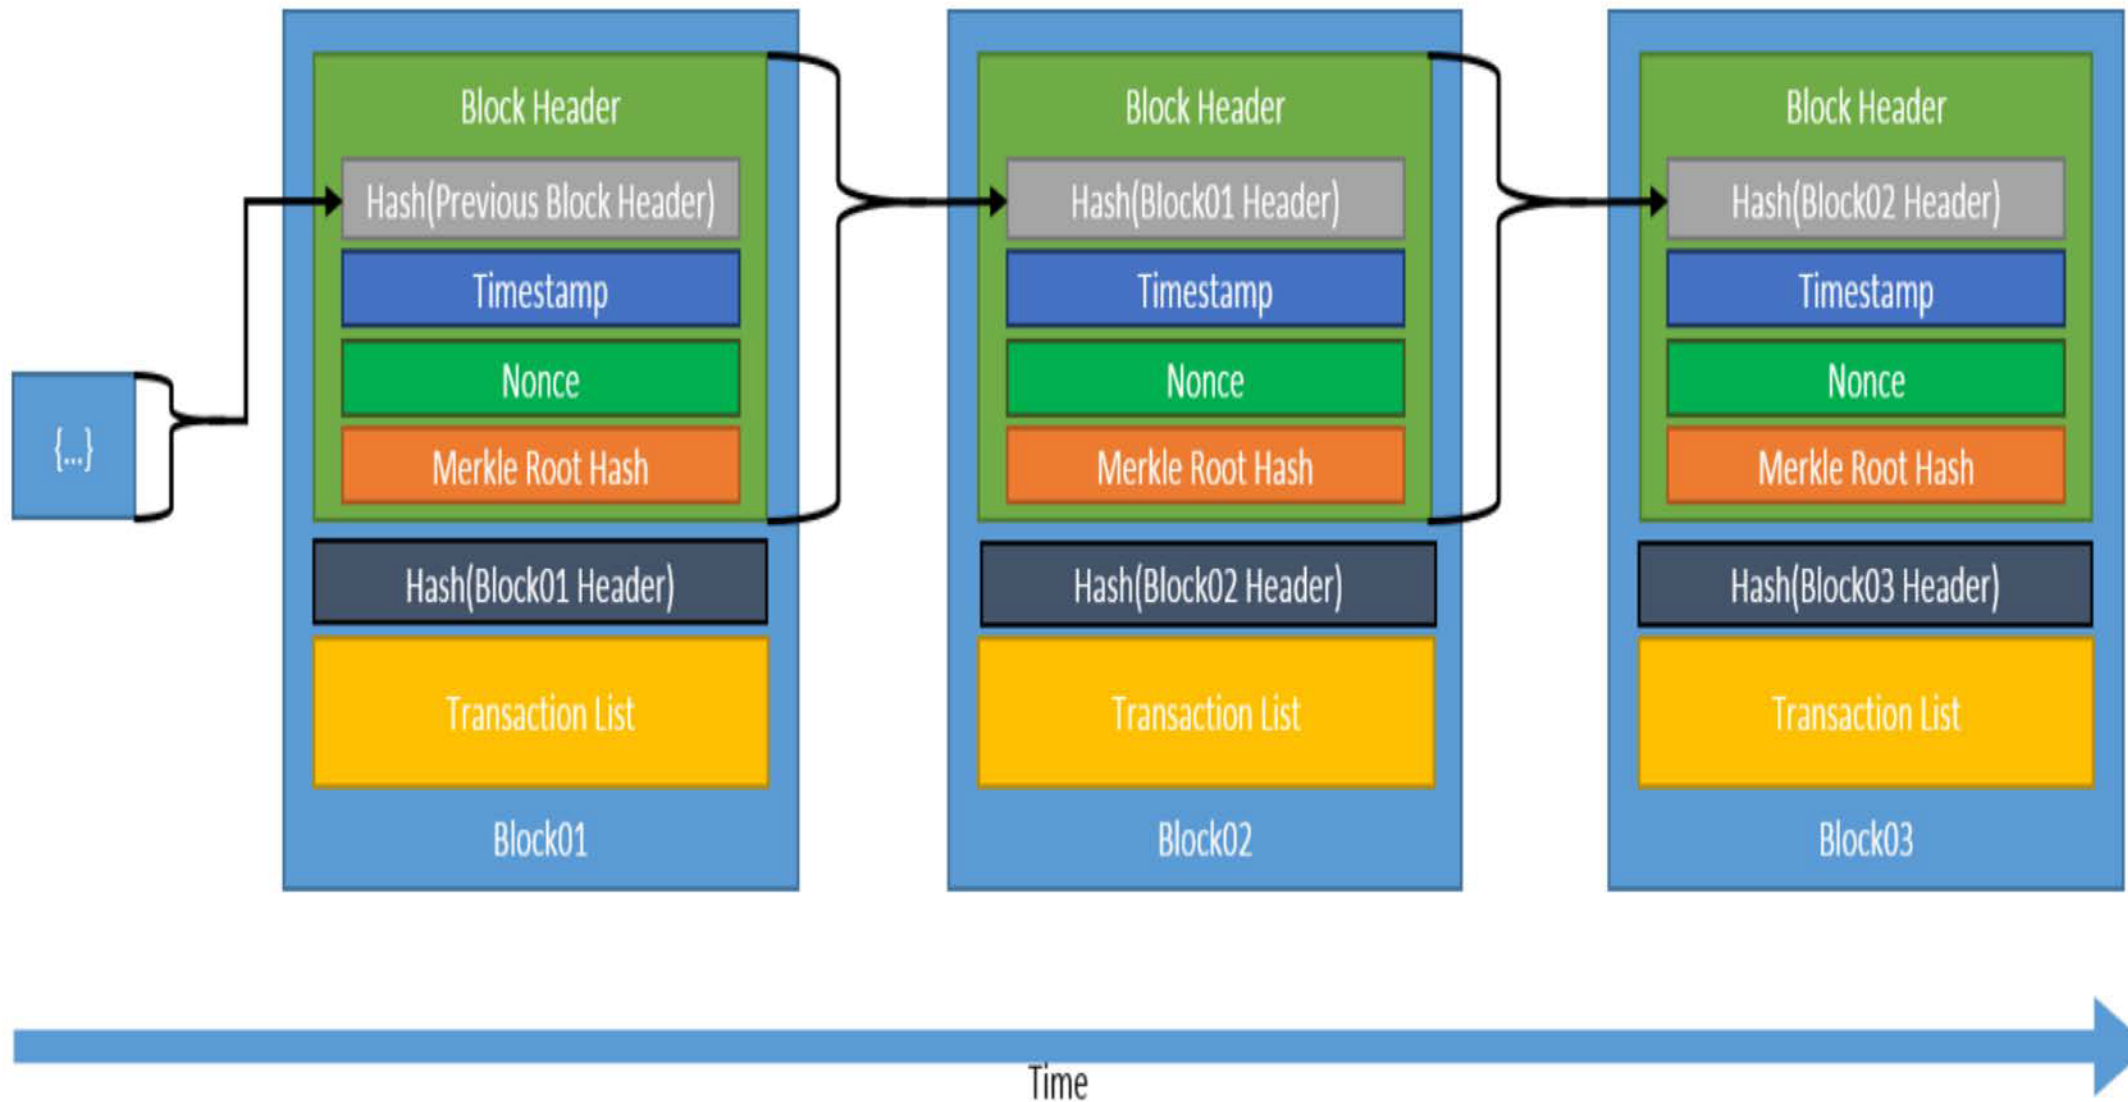 {...}
Block Header
Hash(Previous Block Header)
Timestamp
Nonce
Merkle Root Hash
Hash(Block01 Header)
Transaction List
Block01
Block Header
Hash(Block01 Header)
Timestamp
Nonce
Merkle Root Hash
Hash(Block02 Header)
Transaction List
Block02
Block Header
Hash(Block02 Header)
Timestamp
Nonce
Merkle Root Hash
Hash(Block03 Header)
Transaction List
Block03
Time